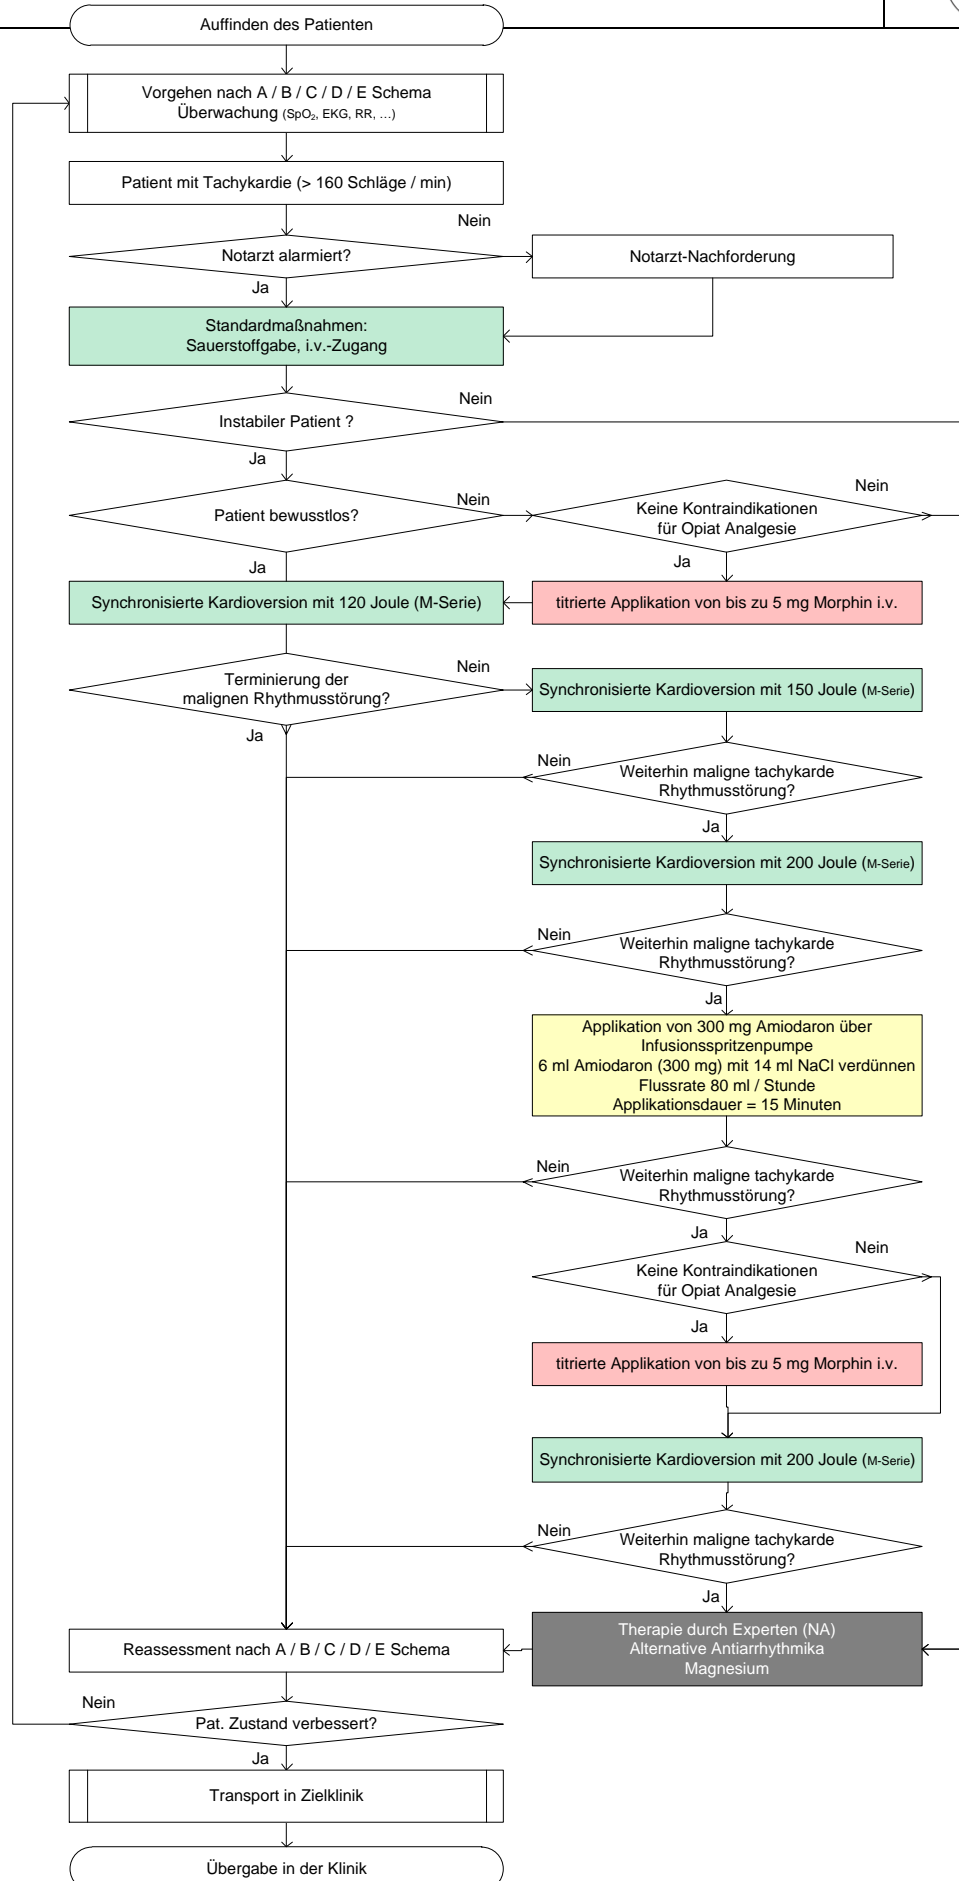 Auffinden des Patienten
Vorgehen nach A / B / C / D / E Schema
Überwachung (SpO₂, EKG, RR, …)
Patient mit Tachykardie (> 160 Schläge / min)
Nein
Notarzt alarmiert?
Notarzt-Nachforderung
Ja
Standardmaßnahmen:
Sauerstoffgabe, i.v.-Zugang
Nein
Instabiler Patient ?
Ja
Nein
Patient bewusstlos?
Nein
Keine Kontraindikationen
für Opiat Analgesie
Ja
Ja
Synchronisierte Kardioversion mit 120 Joule (M-Serie)
titrierte Applikation von bis zu 5 mg Morphin i.v.
Nein
Terminierung der
malignen Rhythmusstörung?
Ja
Synchronisierte Kardioversion mit 150 Joule (M-Serie)
Nein
Weiterhin maligne tachykarde
Rhythmusstörung?
Ja
Synchronisierte Kardioversion mit 200 Joule (M-Serie)
Nein
Weiterhin maligne tachykarde
Rhythmusstörung?
Ja
Applikation von 300 mg Amiodaron über
Infusionsspritzenpumpe
6 ml Amiodaron (300 mg) mit 14 ml NaCl verdünnen
Flussrate 80 ml / Stunde
Applikationsdauer = 15 Minuten
Nein
Weiterhin maligne tachykarde
Rhythmusstörung?
Ja
Nein
Keine Kontraindikationen
für Opiat Analgesie
Ja
titrierte Applikation von bis zu 5 mg Morphin i.v.
Synchronisierte Kardioversion mit 200 Joule (M-Serie)
Nein
Weiterhin maligne tachykarde
Rhythmusstörung?
Ja
Therapie durch Experten (NA)
Alternative Antiarrhythmika
Magnesium
Reassessment nach A / B / C / D / E Schema
Nein
Pat. Zustand verbessert?
Ja
Transport in Zielklinik
Übergabe in der Klinik